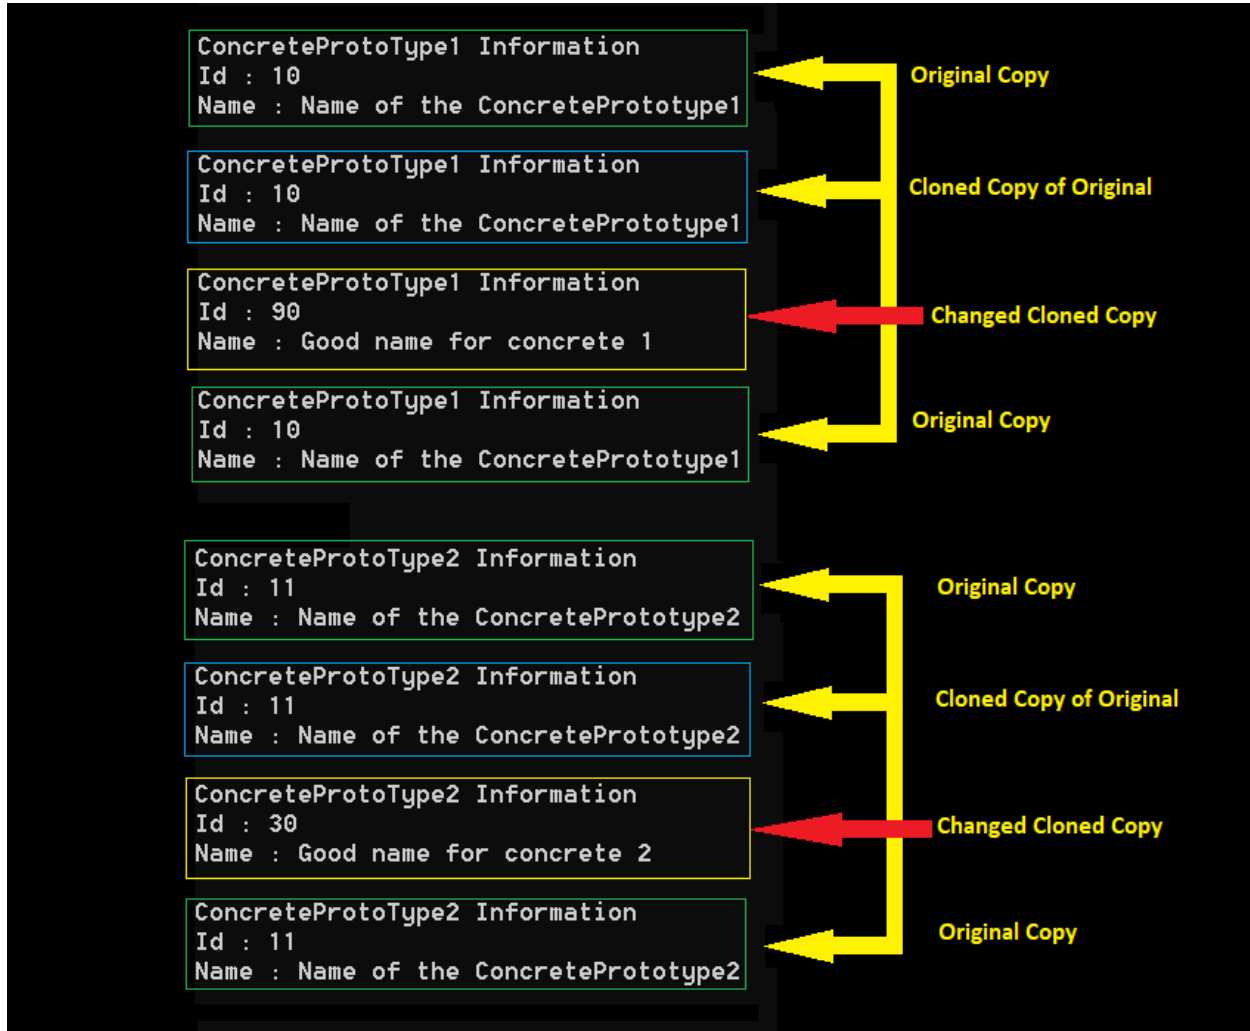 ConcreteProtoType1 Information
Id : 10
Name : Name of the ConcretePrototype1
Original Copy
ConcreteProtoType1 Information
Id : 10
Name : Name of the ConcretePrototype1
Cloned Copy of Original
ConcreteProtoType1 Information
Id : 90
Name : Good name for concrete 1
Changed Cloned Copy
ConcreteProtoType1 Information
Id : 10
Name : Name of the ConcretePrototype1
Original Copy
ConcreteProtoType2 Information
Id : 11
Name : Name of the ConcretePrototype2
Original Copy
ConcreteProtoType2 Information
Id : 11
Name : Name of the ConcretePrototype2
Cloned Copy of Original
ConcreteProtoType2 Information
Id : 30
Name : Good name for concrete 2
Changed Cloned Copy
ConcreteProtoType2 Information
Id : 11
Name : Name of the ConcretePrototype2
Original Copy